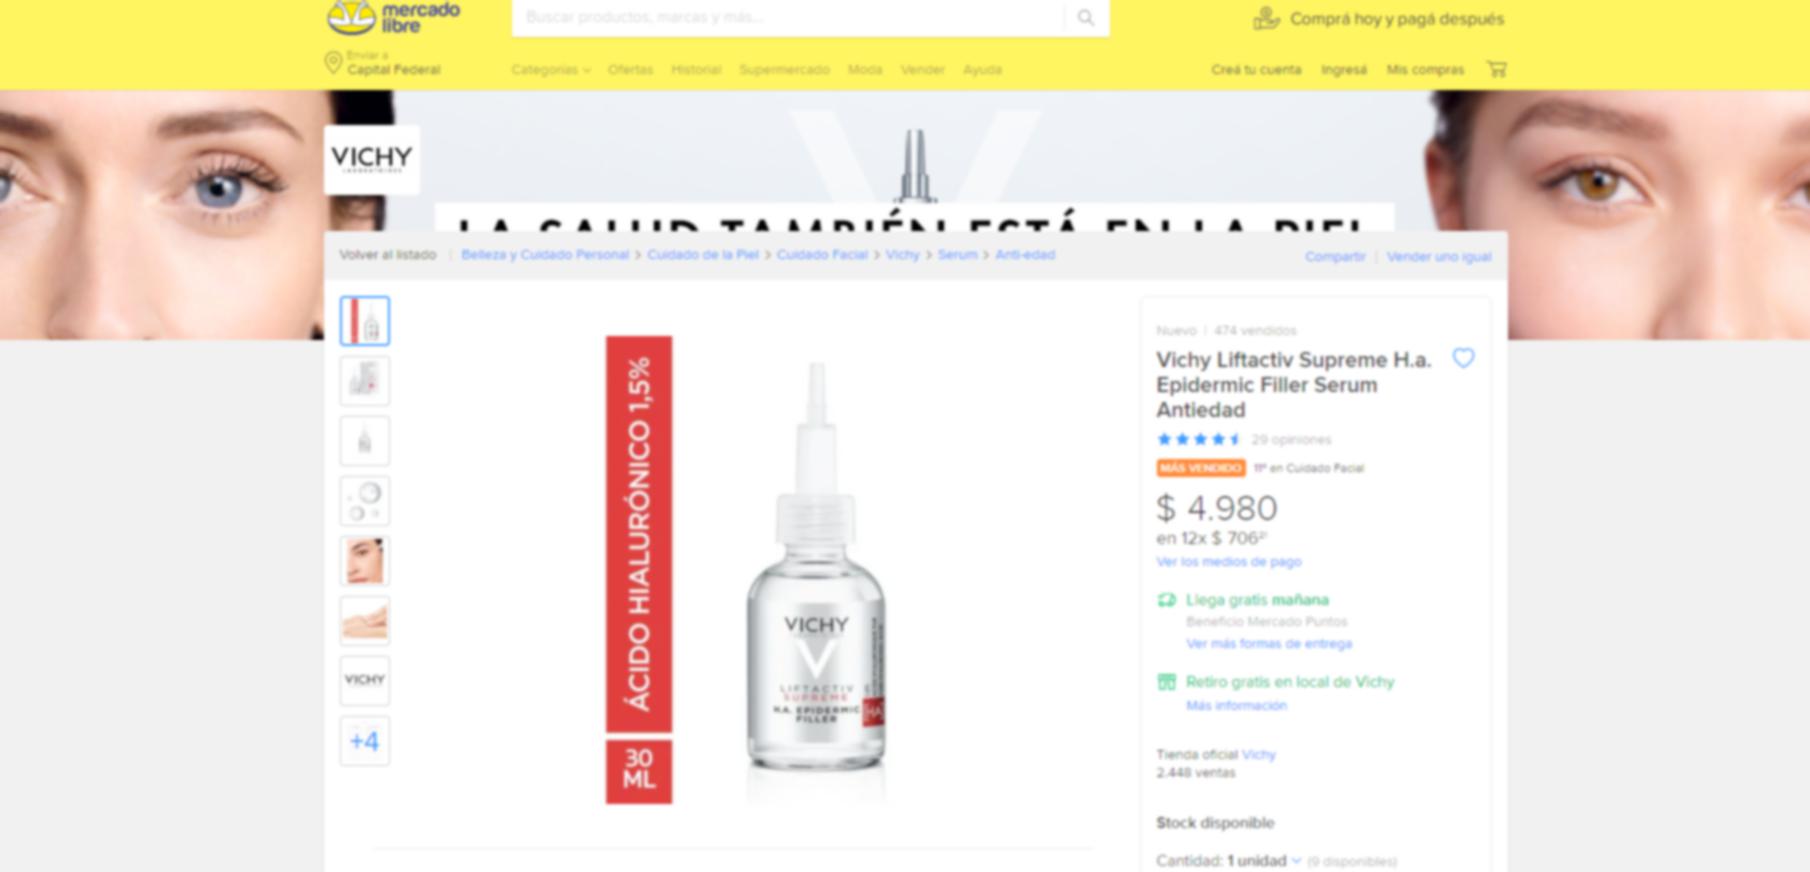 mercado
libre
Buscar productos, marcas y más...
Comprá hoy y pagá después
Enviar a
Capital Federal
Categorías
Ofertas
Historial
Supermercado
Moda
Vender
Ayuda
Creá tu cuenta
Ingresá
Mis compras
VICHY
LABORATOIRES
LA SALUD TAMBIÉN ESTÁ EN LA PIEL
Volver al listado | Belleza y Cuidado Personal > Cuidado de la Piel > Cuidado Facial > Vichy > Serum > Anti-edad
Compartir | Vender uno igual
VICHY
+4
ÁCIDO HIALURÓNICO 1,5%
30
ML
VICHY
LIFTACTIV
SUPREME
H.A. EPIDERMIC
FILLER
HA
Nuevo | 474 vendidos
Vichy Liftactiv Supreme H.a.
Epidermic Filler Serum
Antiedad
29 opiniones
MÁS VENDIDO 11º en Cuidado Facial
$ 4.980
en 12x $ 706
Ver los medios de pago
Llega gratis mañana
Beneficio Mercado Puntos
Ver más formas de entrega
Retiro gratis en local de Vichy
Más información
Tienda oficial Vichy
2.448 ventas
Stock disponible
Cantidad: 1 unidad (9 disponibles)